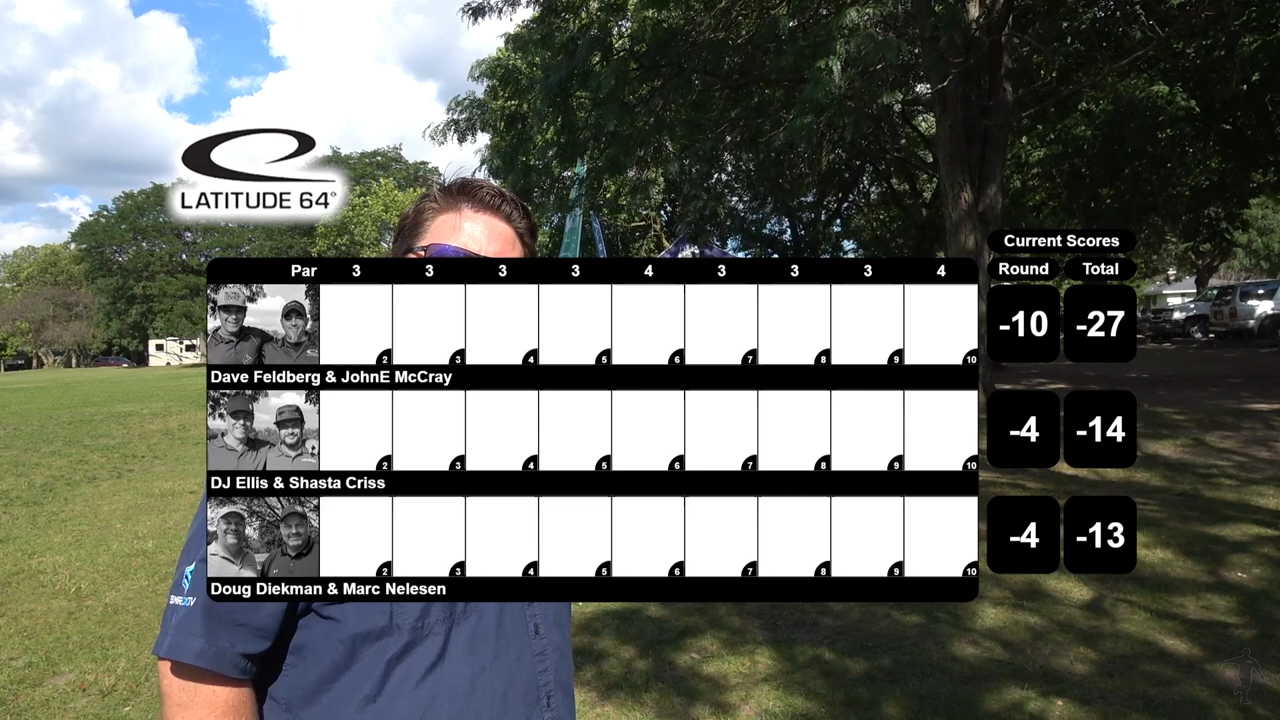 LATITUDE 64°
Current Scores
Par 3 3 3 3 4 3 3 3 4 Round Total
2 3 4 5 6 7 8 9 10 -10 -27
Dave Feldberg & JohnE McCray
2 3 4 5 6 7 8 9 10 -4 -14
DJ Ellis & Shasta Criss
2 3 4 5 6 7 8 9 10 -4 -13
Doug Diekman & Marc Nelesen